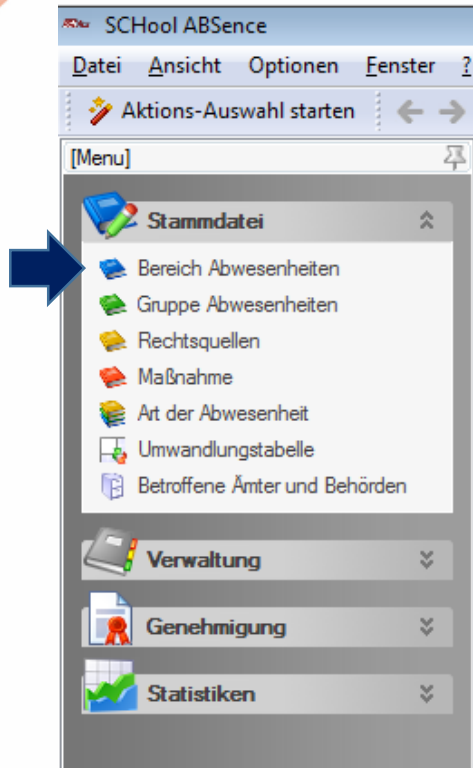 SCHool ABSence
Datei Ansicht Optionen Fenster ?
Aktions-Auswahl starten
[Menu]
Stammdatei
Bereich Abwesenheiten
Gruppe Abwesenheiten
Rechtsquellen
Maßnahme
Art der Abwesenheit
Umwandlungstabelle
Betroffene Ämter und Behörden
Verwaltung
Genehmigung
Statistiken